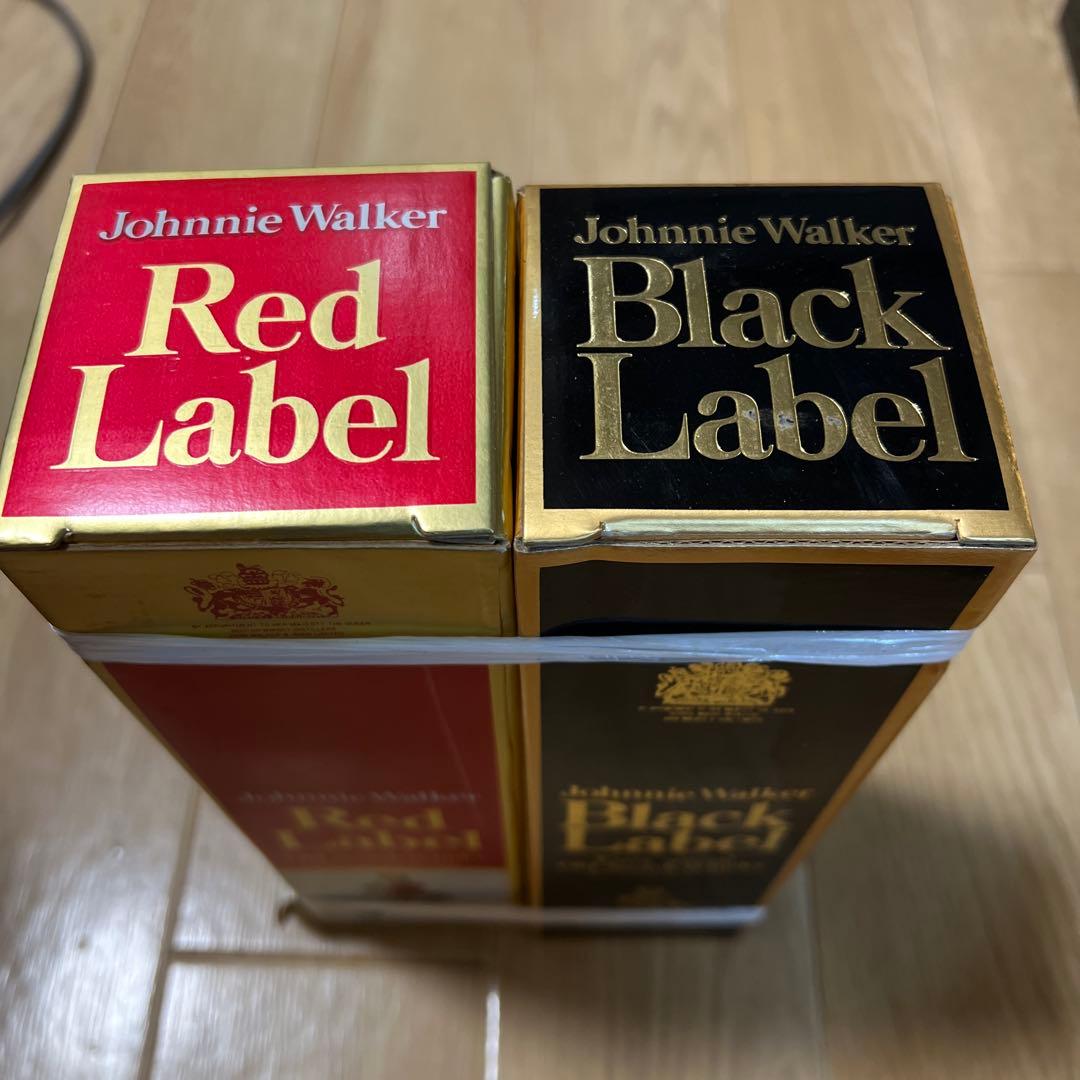 Johnnie Walker
Red
Label
Johnnie Walker
Black
Label
Johnnie Walker
Red
Label
Johnnie Walker
Black
Label